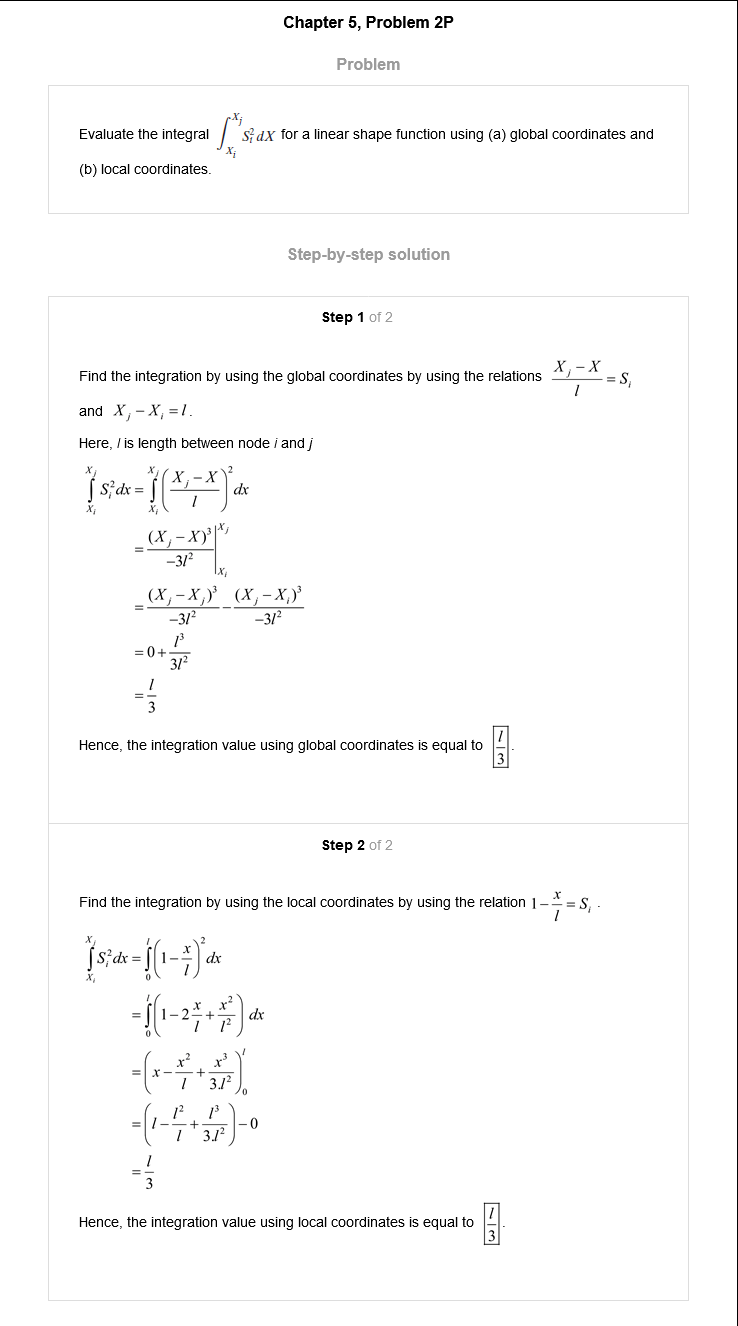 Chapter 5, Problem 2P
Problem
Evaluate the integral ∫_{X_i}^{X_j} S_i^2 dX for a linear shape function using (a) global coordinates and
(b) local coordinates.
Step-by-step solution
Step 1 of 2
Find the integration by using the global coordinates by using the relations \frac{X_j - X}{l} = S_i
and X_j - X_i = l.
Here, l is length between node i and j
∫_{X_i}^{X_j} S_i^2 dx = ∫_{X_i}^{X_j} \left(\frac{X_j - X}{l}\right)^2 dx
= \frac{(X_j - X)^3}{-3l^2} |_{X_i}^{X_j}
= \frac{(X_j - X_j)^3}{-3l^2} - \frac{(X_j - X_i)^3}{-3l^2}
= 0 + \frac{l^3}{3l^2}
= \frac{l}{3}
Hence, the integration value using global coordinates is equal to \frac{l}{3}.
Step 2 of 2
Find the integration by using the local coordinates by using the relation 1 - \frac{x}{l} = S_i .
∫_{X_i}^{X_j} S_i^2 dx = ∫_0^l \left(1 - \frac{x}{l}\right)^2 dx
= ∫_0^l \left(1 - 2\frac{x}{l} + \frac{x^2}{l^2}\right) dx
= \left(x - \frac{x^2}{l} + \frac{x^3}{3.l^2}\right)_0^l
= \left(l - \frac{l^2}{l} + \frac{l^3}{3.l^2}\right) - 0
= \frac{l}{3}
Hence, the integration value using local coordinates is equal to \frac{l}{3}.